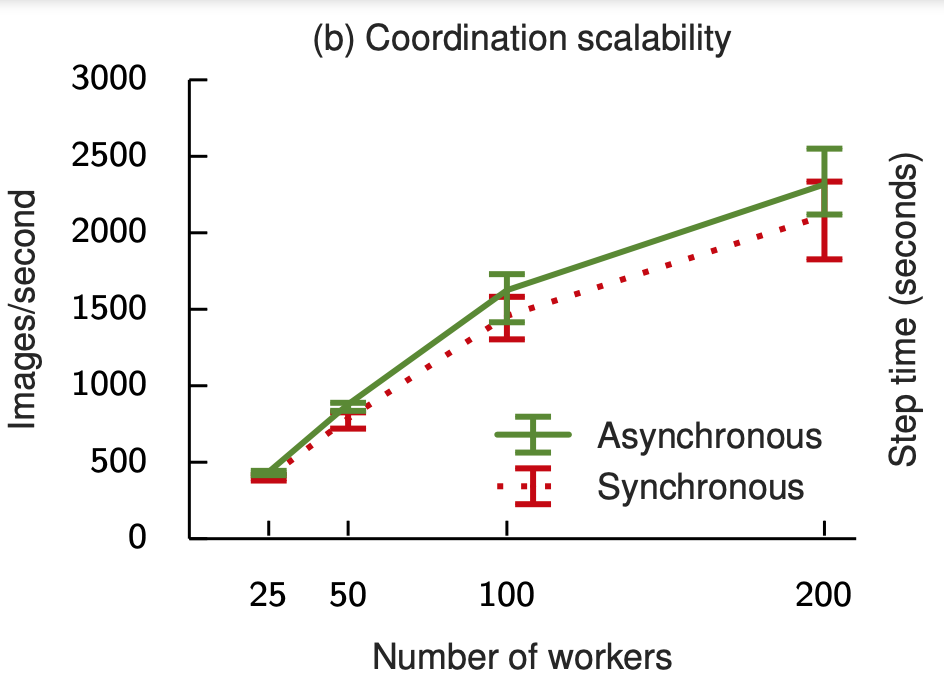 (b) Coordination scalability
3000
2500
2000
1500
1000
500
0
Images/second
25 50 100 200
Number of workers
Asynchronous
Synchronous
Step time (seconds)